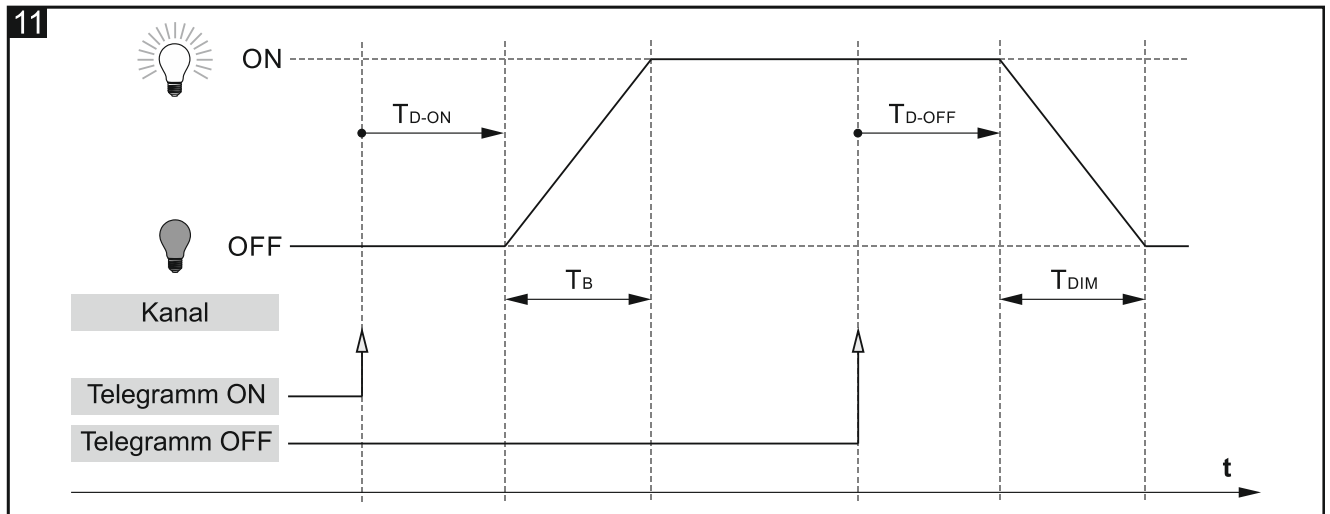 11
ON
TD-ON
TD-OFF
OFF
TB
TDIM
Kanal
Telegramm ON
Telegramm OFF
t